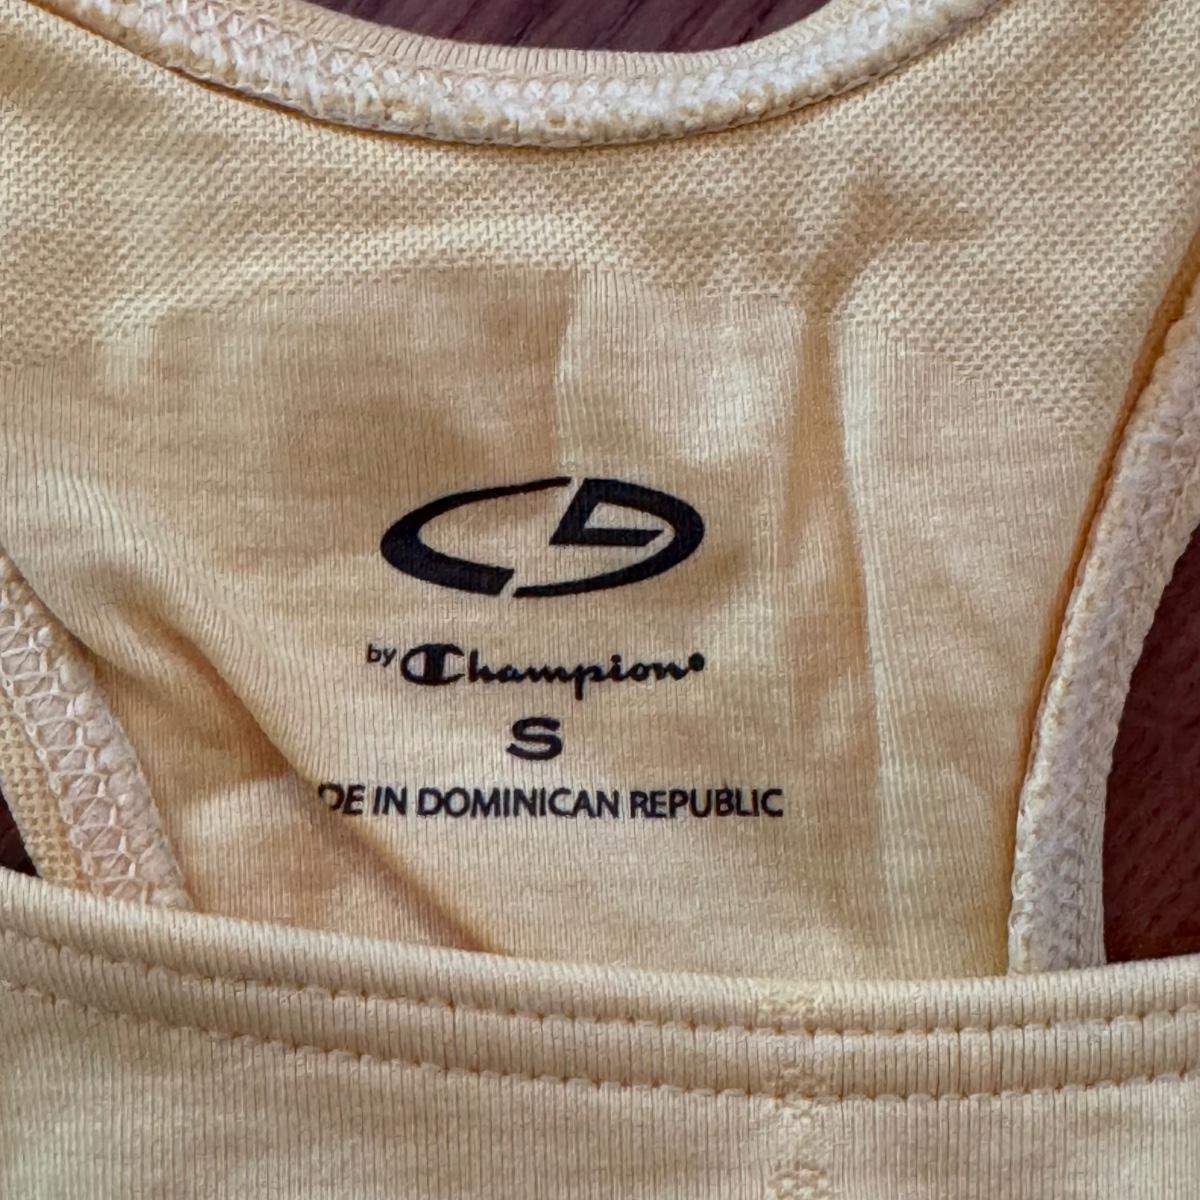 by Champion
S
DE IN DOMINICAN REPUBLIC